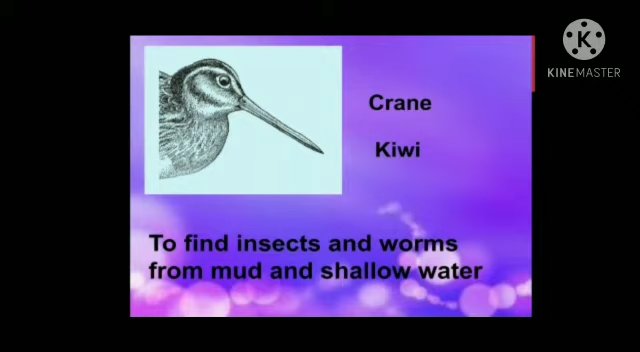 K
KINEMASTER
Crane
Kiwi
To find insects and worms
from mud and shallow water